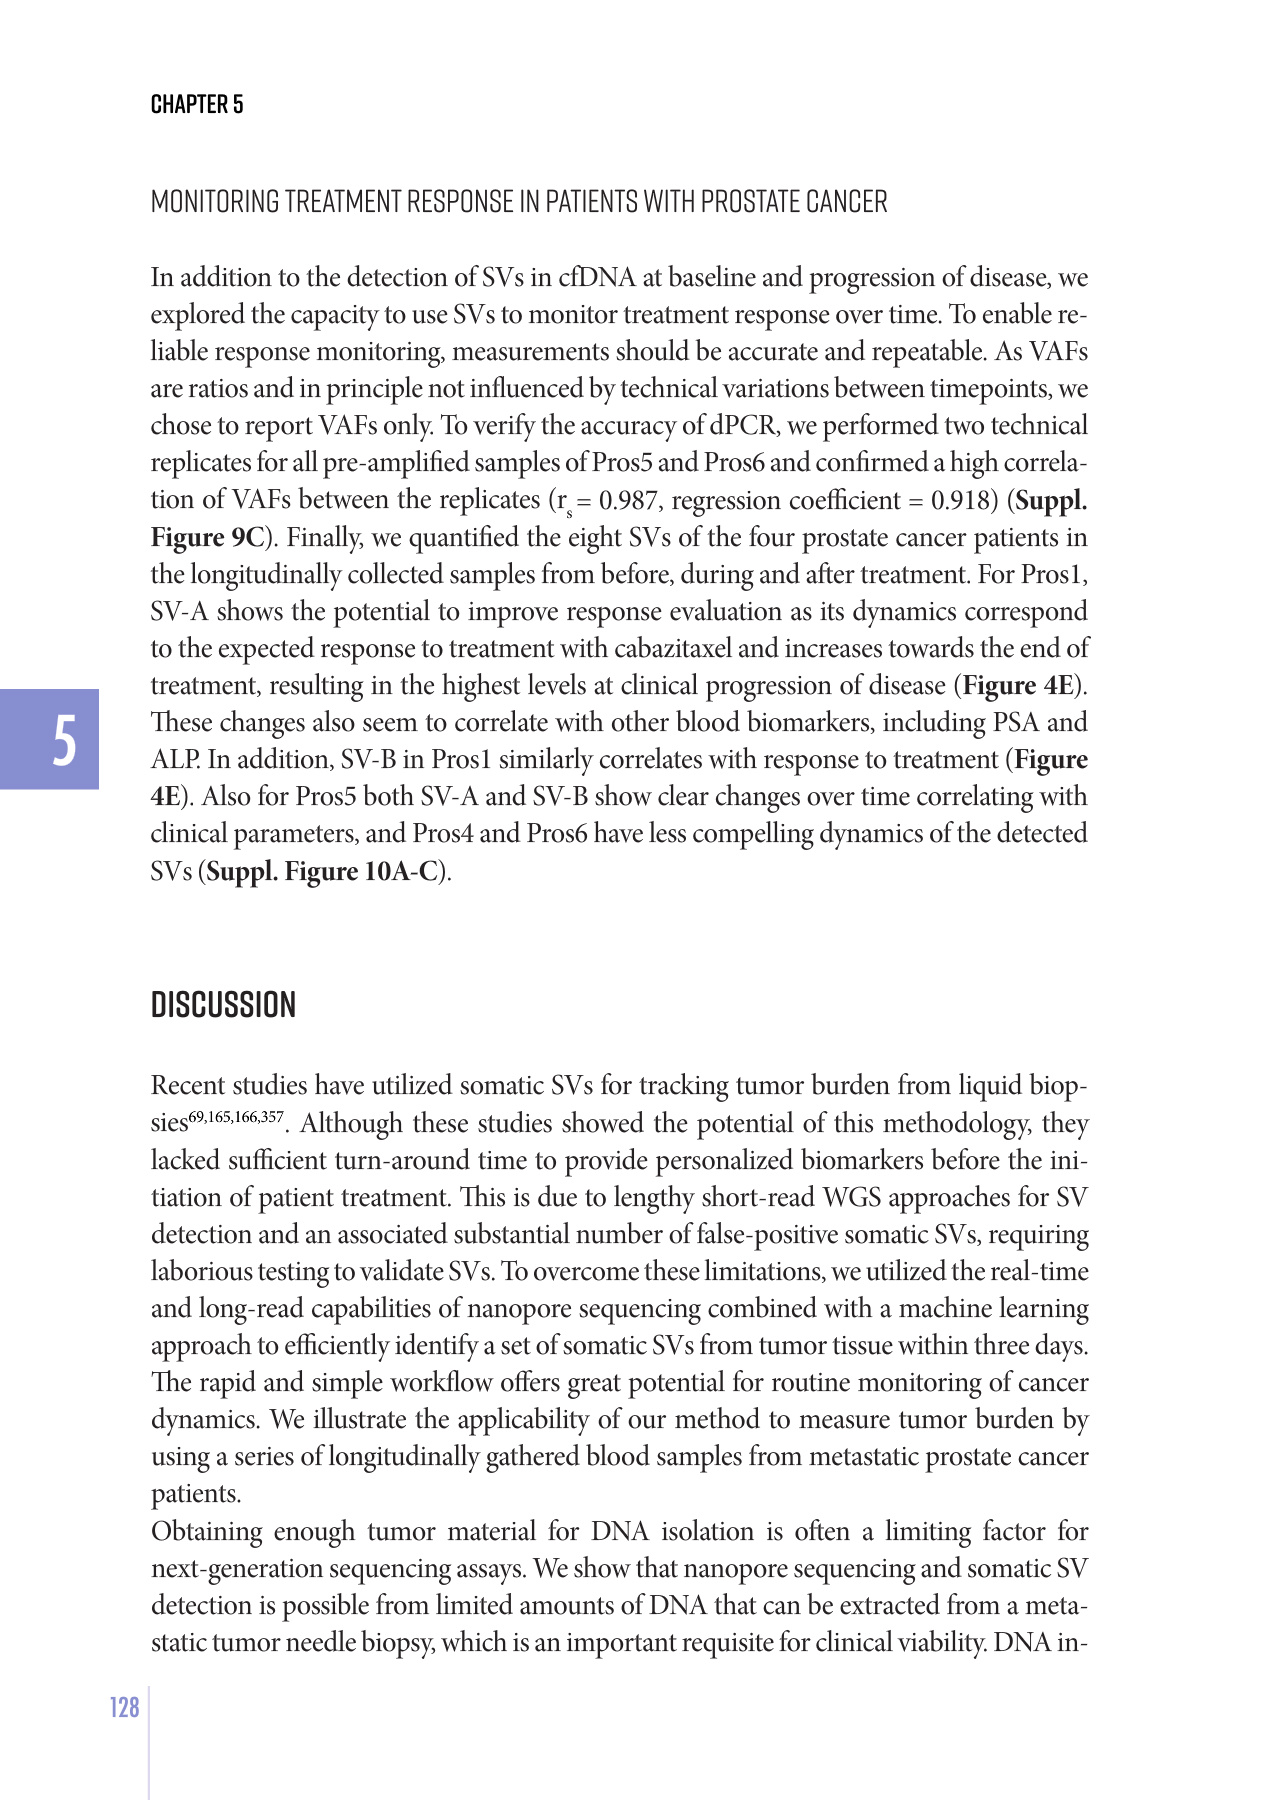 CHAPTER 5
MONITORING TREATMENT RESPONSE IN PATIENTS WITH PROSTATE CANCER
In addition to the detection of SVs in cfDNA at baseline and progression of disease, we
explored the capacity to use SVs to monitor treatment response over time. To enable re-
liable response monitoring, measurements should be accurate and repeatable. As VAFs
are ratios and in principle not influenced by technical variations between timepoints, we
chose to report VAFs only. To verify the accuracy of dPCR, we performed two technical
replicates for all pre-amplified samples of Pros5 and Pros6 and confirmed a high correla-
tion of VAFs between the replicates (rs = 0.987, regression coefficient = 0.918) (Suppl.
Figure 9C). Finally, we quantified the eight SVs of the four prostate cancer patients in
the longitudinally collected samples from before, during and after treatment. For Pros1,
SV-A shows the potential to improve response evaluation as its dynamics correspond
to the expected response to treatment with cabazitaxel and increases towards the end of
treatment, resulting in the highest levels at clinical progression of disease (Figure 4E).
These changes also seem to correlate with other blood biomarkers, including PSA and
ALP. In addition, SV-B in Pros1 similarly correlates with response to treatment (Figure
4E). Also for Pros5 both SV-A and SV-B show clear changes over time correlating with
clinical parameters, and Pros4 and Pros6 have less compelling dynamics of the detected
SVs (Suppl. Figure 10A-C).
5
DISCUSSION
Recent studies have utilized somatic SVs for tracking tumor burden from liquid biop-
sies69,165,166,357. Although these studies showed the potential of this methodology, they
lacked sufficient turn-around time to provide personalized biomarkers before the ini-
tiation of patient treatment. This is due to lengthy short-read WGS approaches for SV
detection and an associated substantial number of false-positive somatic SVs, requiring
laborious testing to validate SVs. To overcome these limitations, we utilized the real-time
and long-read capabilities of nanopore sequencing combined with a machine learning
approach to efficiently identify a set of somatic SVs from tumor tissue within three days.
The rapid and simple workflow offers great potential for routine monitoring of cancer
dynamics. We illustrate the applicability of our method to measure tumor burden by
using a series of longitudinally gathered blood samples from metastatic prostate cancer
patients.
Obtaining enough tumor material for DNA isolation is often a limiting factor for
next-generation sequencing assays. We show that nanopore sequencing and somatic SV
detection is possible from limited amounts of DNA that can be extracted from a meta-
static tumor needle biopsy, which is an important requisite for clinical viability. DNA in-
128